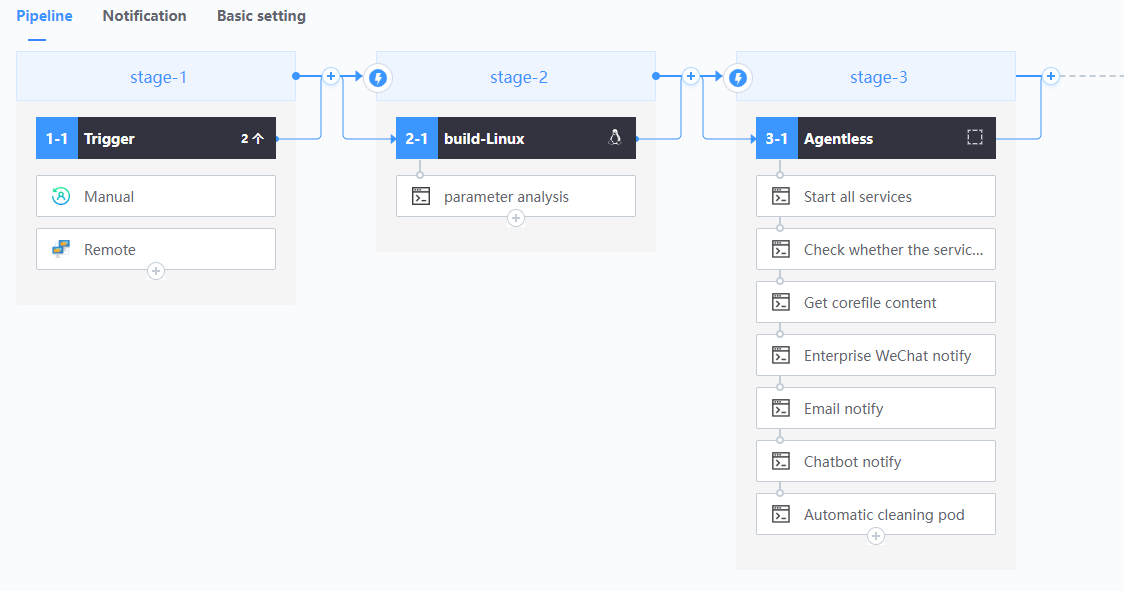 Pipeline Notification Basic setting
stage-1 stage-2 stage-3
1-1 Trigger 2 2-1 build-Linux 3-1 Agentless
Manual parameter analysis Start all services
Remote Check whether the servic...
Get corefile content
Enterprise WeChat notify
Email notify
Chatbot notify
Automatic cleaning pod